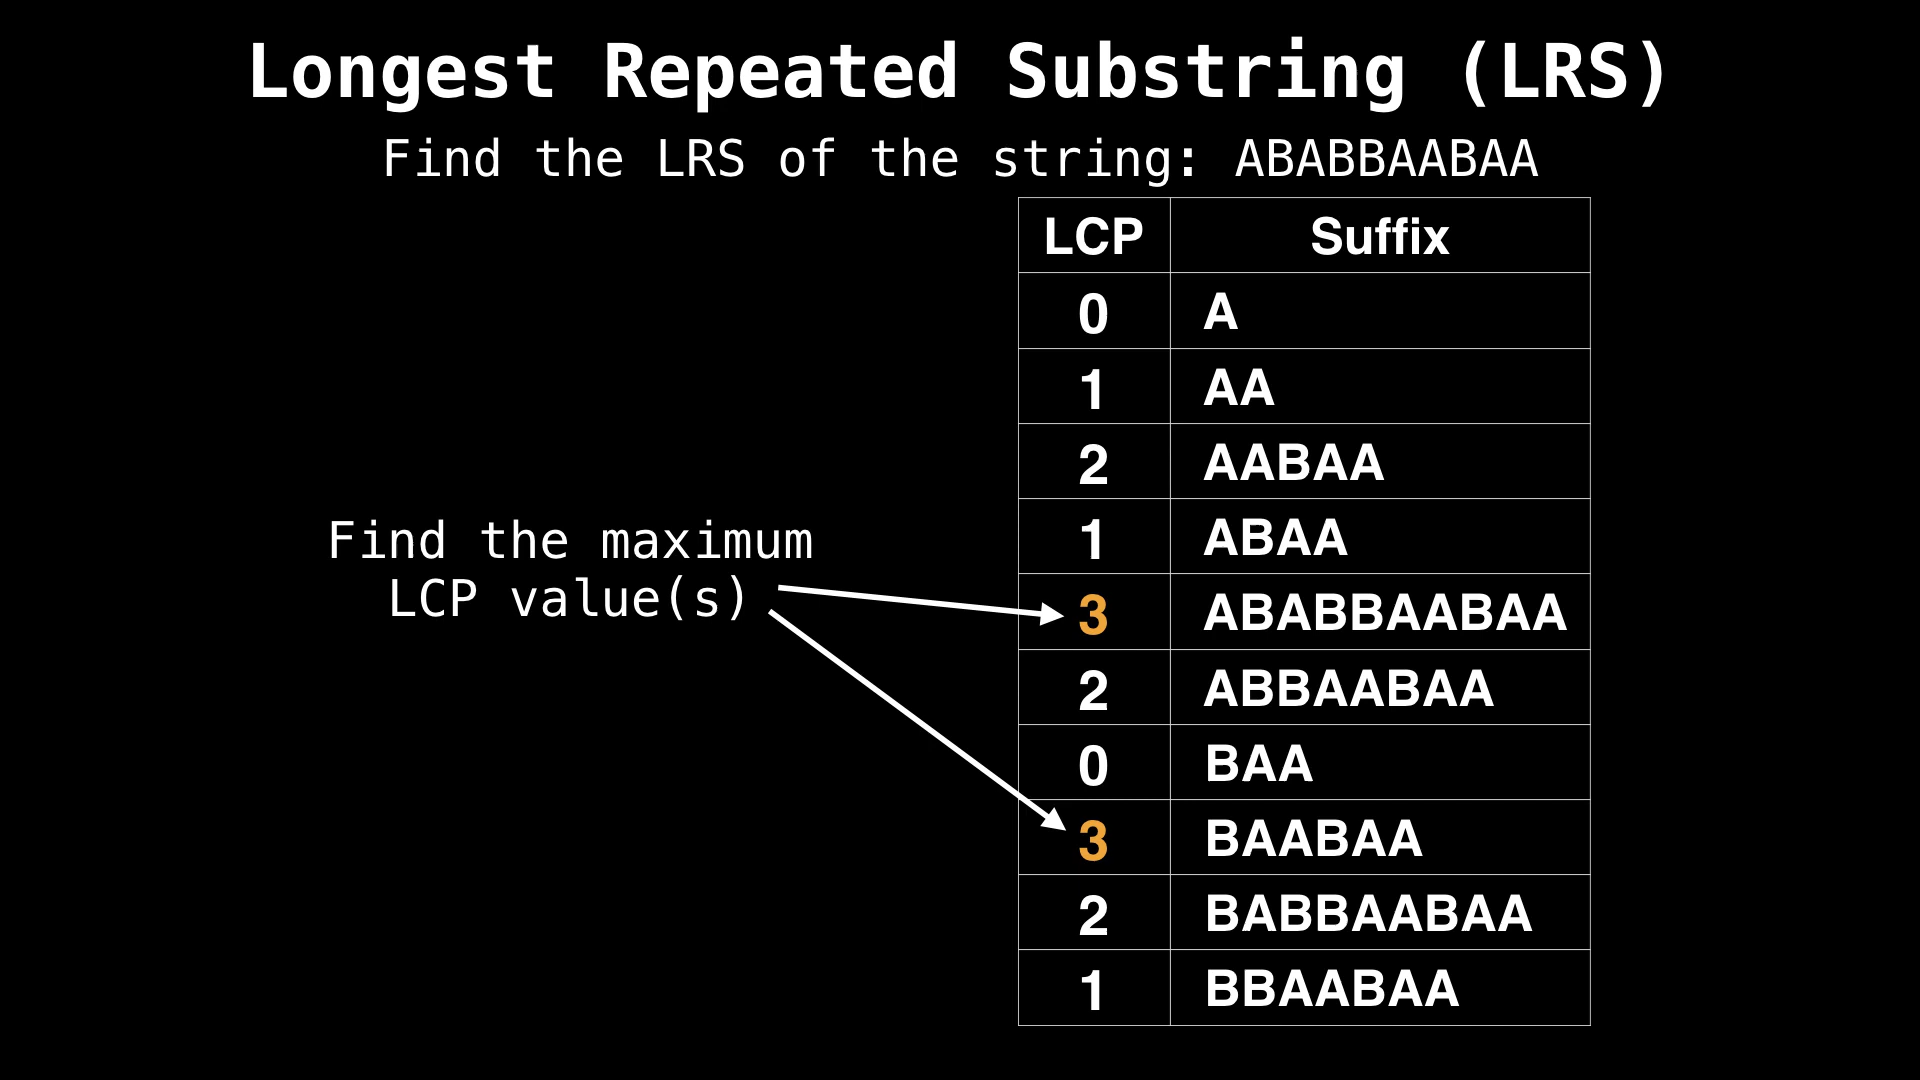 Longest Repeated Substring (LRS)
Find the LRS of the string: ABABBAABAA
LCP Suffix
0 A
1 AA
2 AABAA
1 ABAA
3 ABABBAABAA
2 ABBAABAA
0 BAA
3 BAABAA
2 BABBAABAA
1 BBAABAA
Find the maximum
LCP value(s)